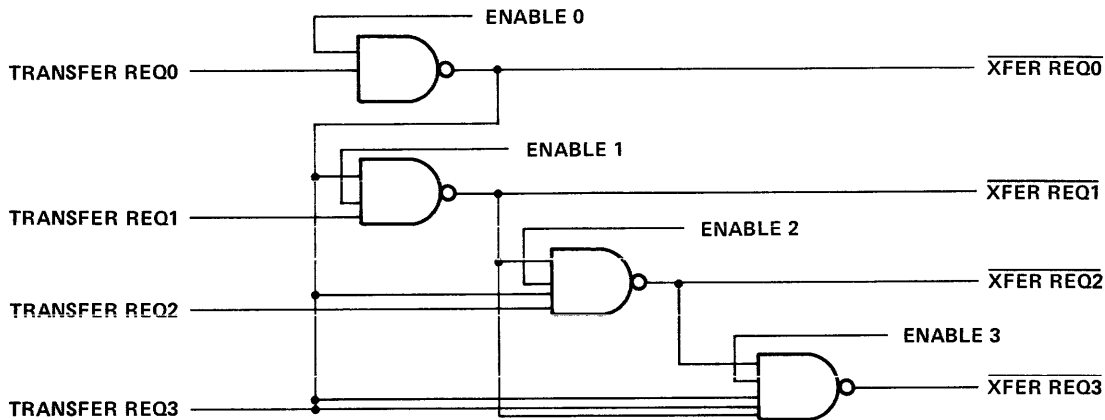 ENABLE 0
TRANSFER REQ0
XFER REQ0
ENABLE 1
TRANSFER REQ1
XFER REQ1
ENABLE 2
TRANSFER REQ2
XFER REQ2
ENABLE 3
TRANSFER REQ3
XFER REQ3